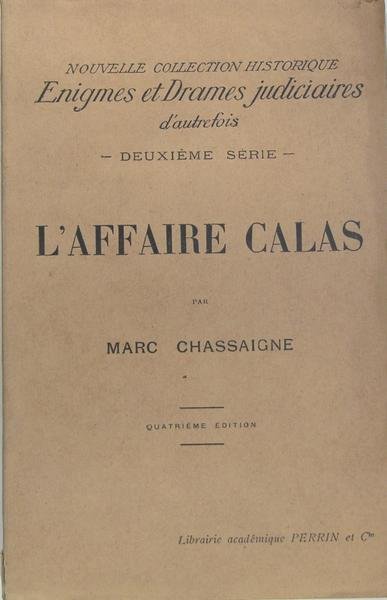 NOUVELLE COLLECTION HISTORIQUE
Enigmes et Drames judiciaires
d'autrefois
— DEUXIÈME SÉRIE —
L'AFFAIRE CALAS
PAR
MARC CHASSAIGNE
QUATRIÈME ÉDITION
Librairie académique PERRIN et Cie